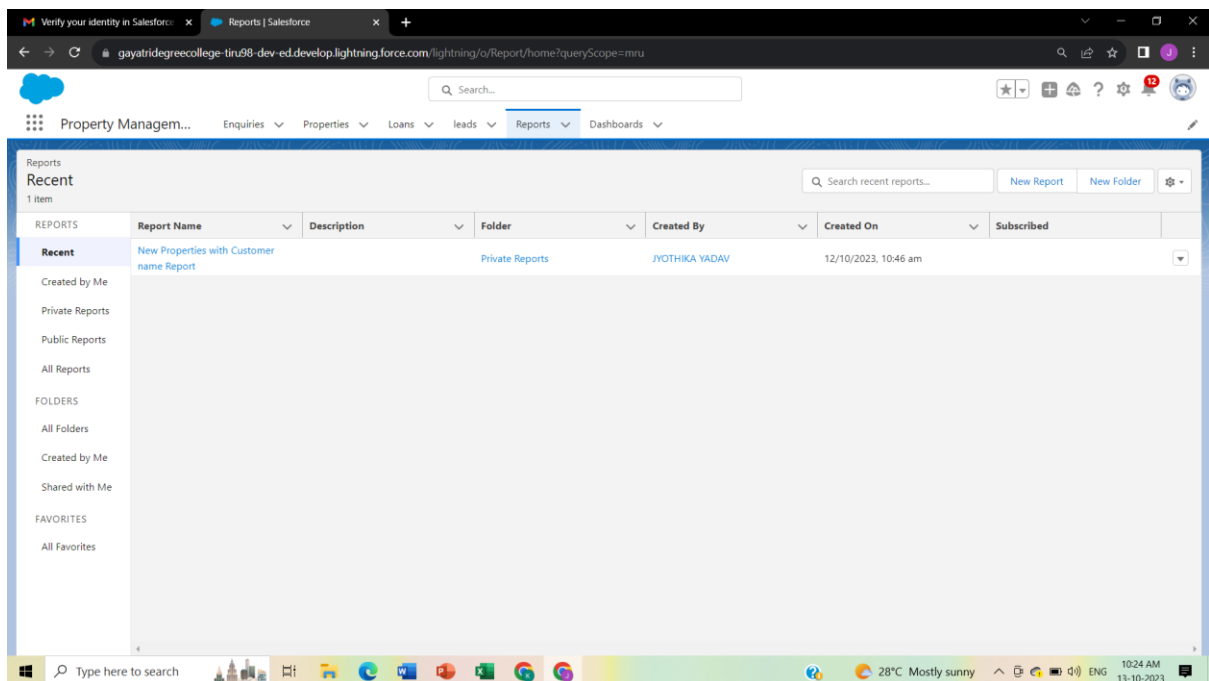 Verify your identity in Salesforce
Reports | Salesforce
gayatridegreecollege-tiru98-dev-ed.develop.lightning.force.com/lightning/o/Report/home?queryScope=mru
J
Search...
12
Property Managem...
Enquiries
Properties
Loans
leads
Reports
Dashboards
Reports
Recent
1 item
Search recent reports...
New Report
New Folder
REPORTS
Recent
Created by Me
Private Reports
Public Reports
All Reports
FOLDERS
All Folders
Created by Me
Shared with Me
FAVORITES
All Favorites
Report Name
Description
Folder
Created By
Created On
Subscribed
New Properties with Customer
name Report
Private Reports
JYOTHIKA YADAV
12/10/2023, 10:46 am
Type here to search
28°C Mostly sunny
ENG
10:24 AM
13-10-2023